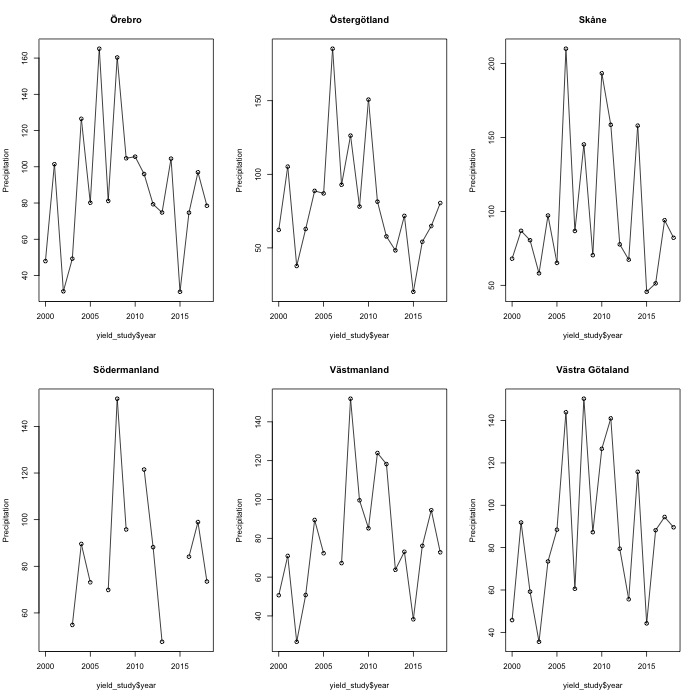 Örebro
Precipitation
40 60 80 100 120 140 160
2000 2005 2010 2015
yield_study$year
Östergötland
Precipitation
50 100 150
2000 2005 2010 2015
yield_study$year
Skåne
Precipitation
50 100 150 200
2000 2005 2010 2015
yield_study$year
Södermanland
Precipitation
60 80 100 120 140
2000 2005 2010 2015
yield_study$year
Västmanland
Precipitation
40 60 80 100 120 140
2000 2005 2010 2015
yield_study$year
Västra Götaland
Precipitation
40 60 80 100 120 140
2000 2005 2010 2015
yield_study$year